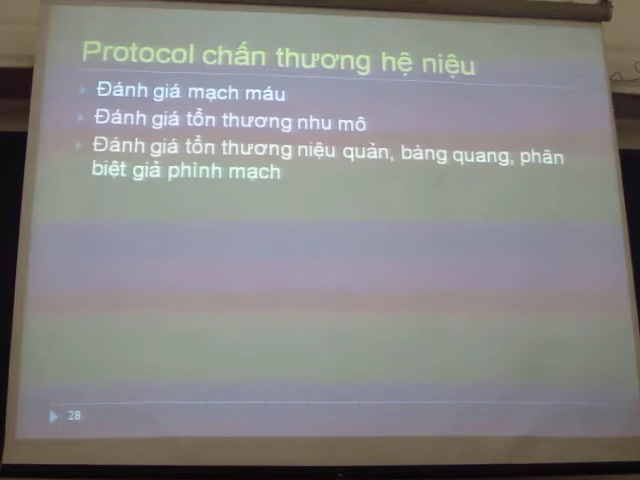 Protocol chấn thương hệ niệu
Đánh giá mạch máu
Đánh giá tổn thương nhu mô
Đánh giá tổn thương niệu quản, bàng quang, phân
biệt giả phình mạch
28